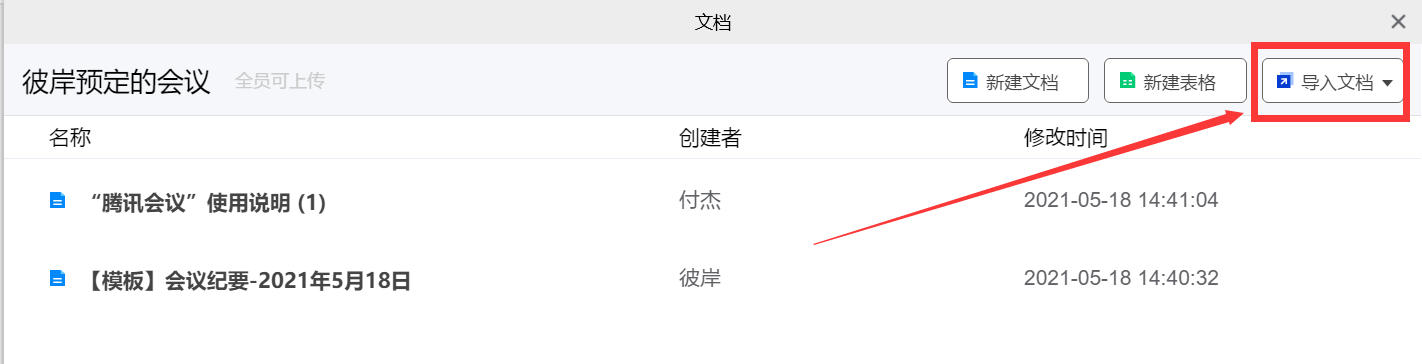 文档
彼岸预定的会议 全员可上传 新建文档 新建表格 导入文档
名称 创建者 修改时间
“腾讯会议”使用说明 (1) 付杰 2021-05-18 14:41:04
【模板】会议纪要-2021年5月18日 彼岸 2021-05-18 14:40:32